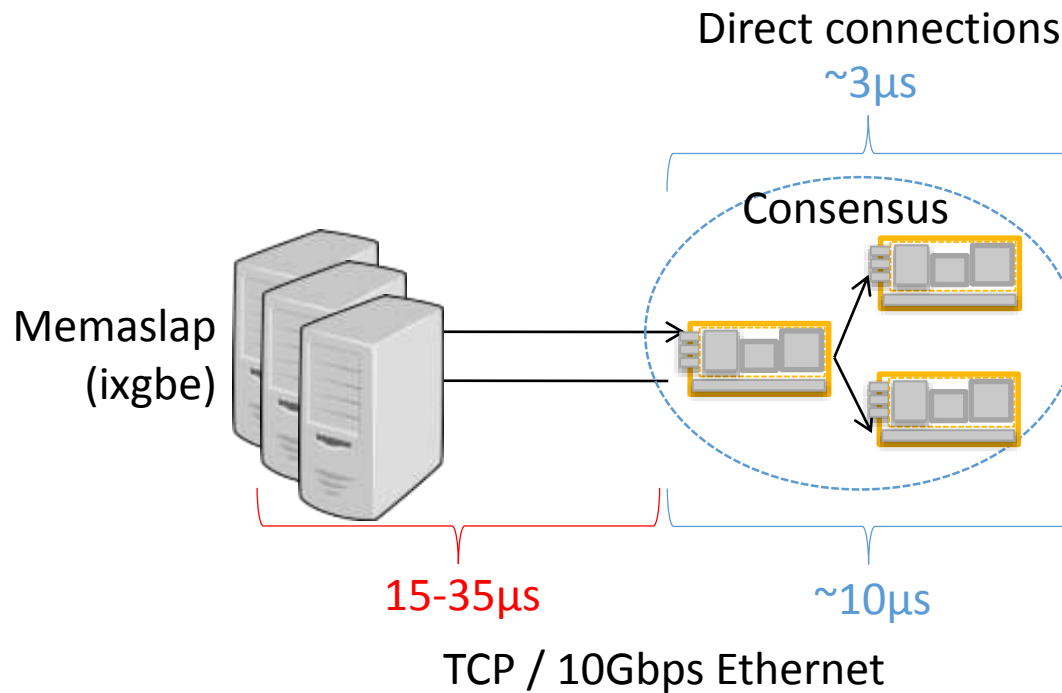 Direct connections
~3µs
Consensus
Memaslap
(ixgbe)
15-35µs
~10µs
TCP / 10Gbps Ethernet